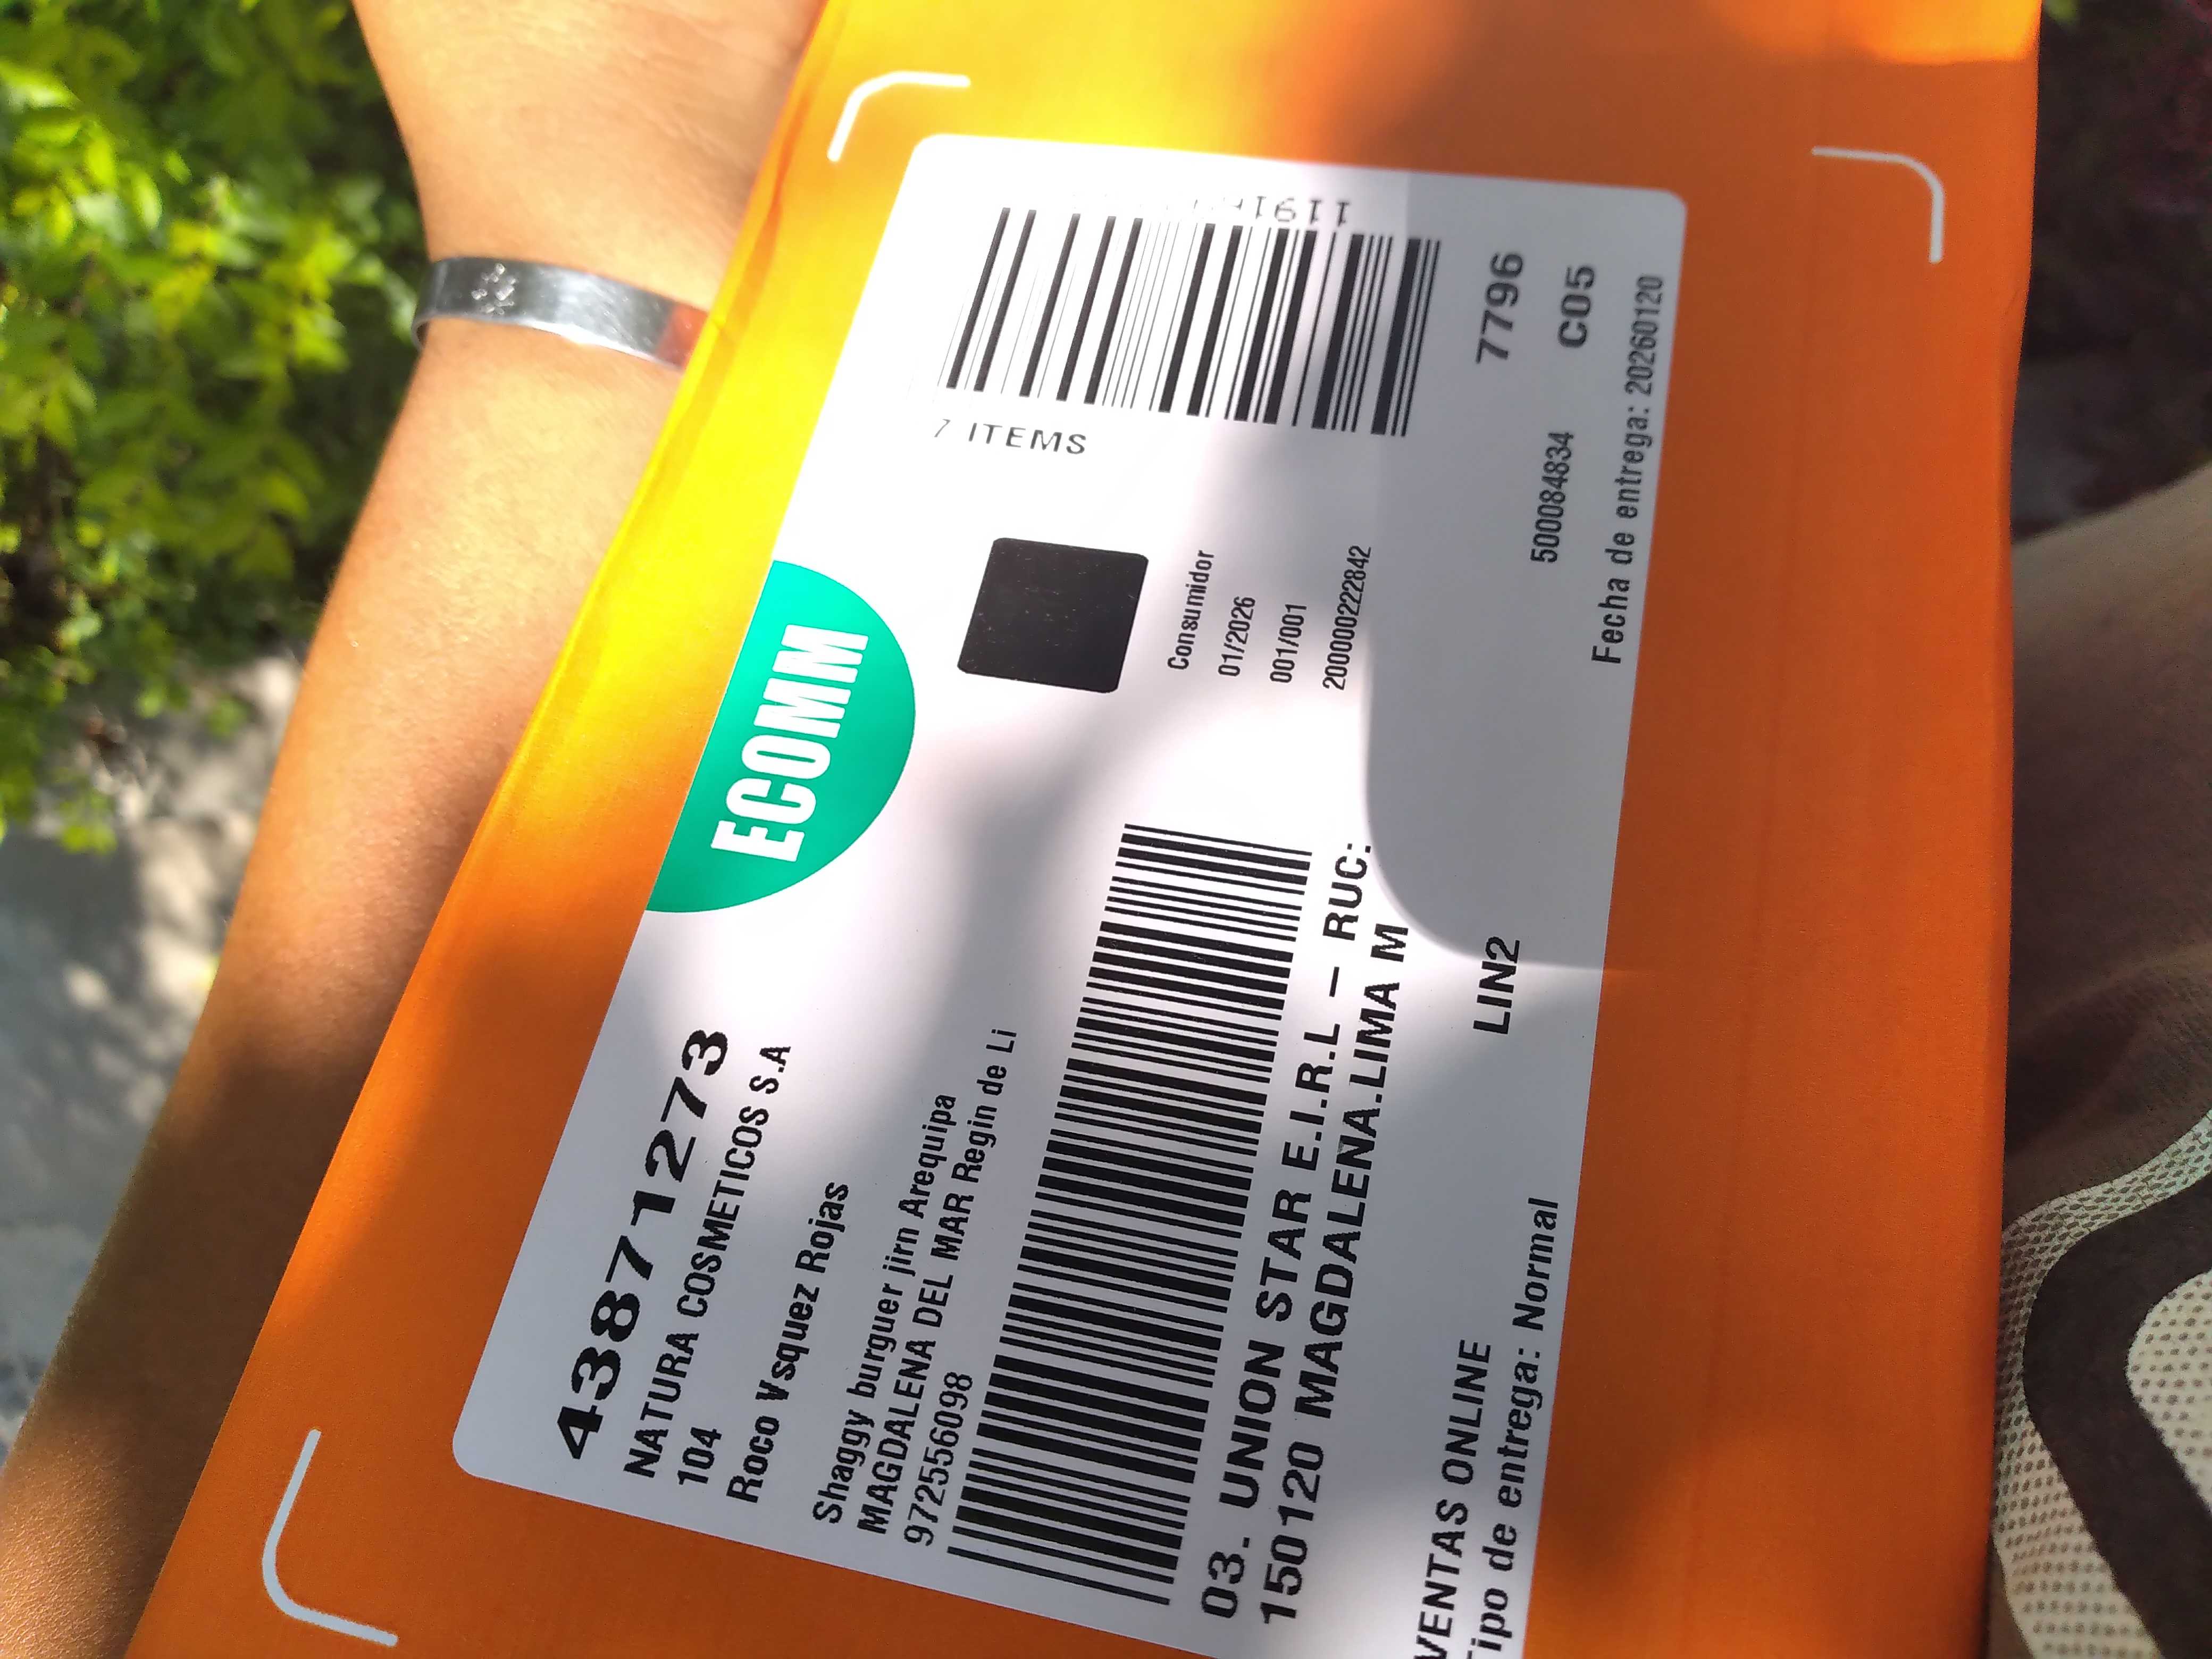 43871273
NATURA COSMETICOS S.A
104
Roco Vsquez Rojas
Shaggy burguer jirn Arequipa
MAGDALENA DEL MAR Regin de Li
972556098
ECOMM
7 ITEMS
Consumidor
01/2026
001/001
2000000222842
03. UNION STAR E.I.R.L – RUC:
150120 MAGDALENA.LIMA M
LIN2
7796
C05
500084834
VENTAS ONLINE
Tipo de entrega: Normal
Fecha de entrega: 20260120